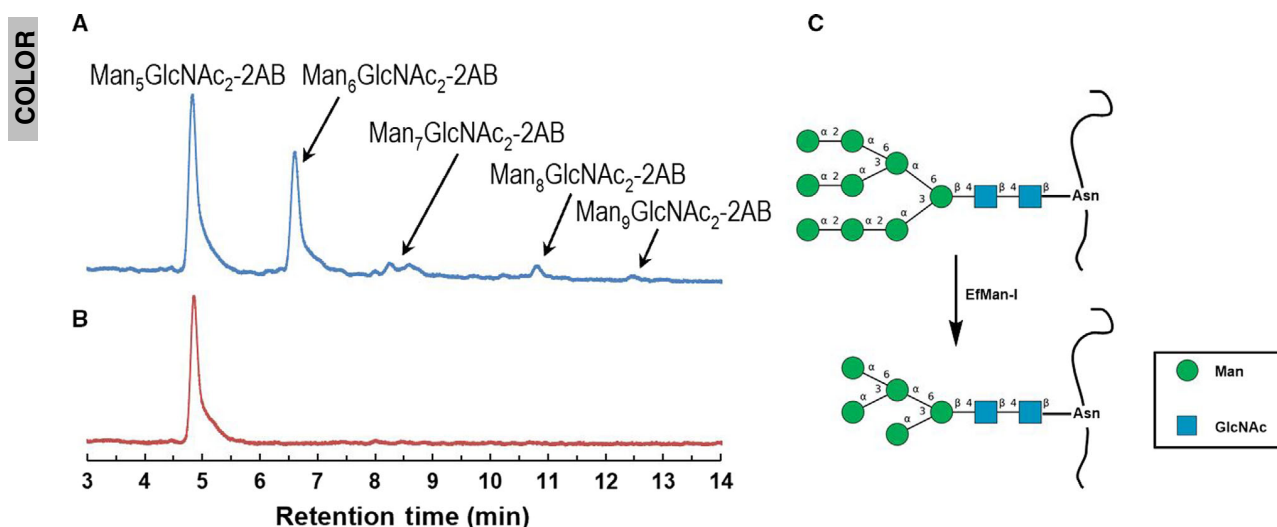 COLOR
A
Man₅GlcNAc₂-2AB
Man₆GlcNAc₂-2AB
Man₇GlcNAc₂-2AB
Man₈GlcNAc₂-2AB
Man₉GlcNAc₂-2AB
B
3 4 5 6 7 8 9 10 11 12 13 14
Retention time (min)
C
α 2 α 6
α 2 α 3 α 6
β 4 β 4 β Asn
α 2 α 2 α 3
EfMan-I
α 6
α 3 α 6
β 4 β 4 β Asn
α 3
Man
GlcNAc